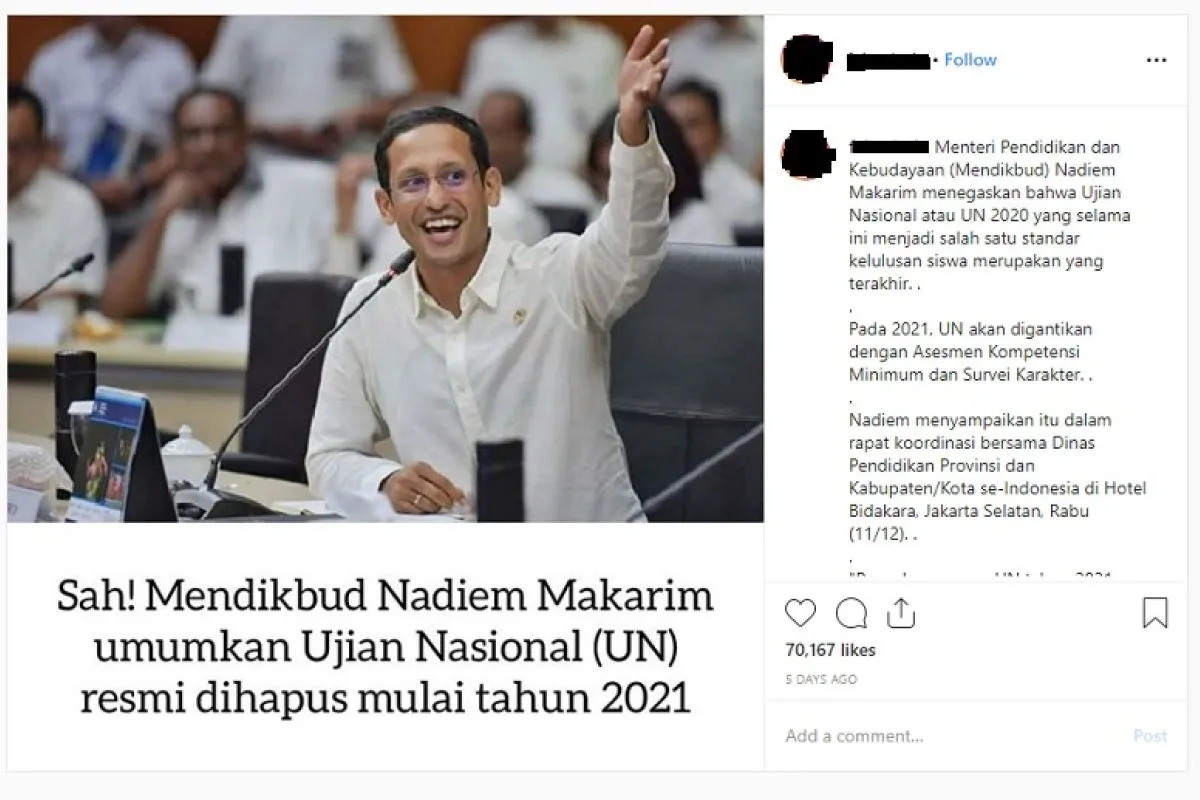 Sah! Mendikbud Nadiem Makarim
umumkan Ujian Nasional (UN)
resmi dihapus mulai tahun 2021
• Follow
Menteri Pendidikan dan
Kebudayaan (Mendikbud) Nadiem
Makarim menegaskan bahwa Ujian
Nasional atau UN 2020 yang selama
ini menjadi salah satu standar
kelulusan siswa merupakan yang
terakhir. .
.
Pada 2021, UN akan digantikan
dengan Asesmen Kompetensi
Minimum dan Survei Karakter. .
.
Nadiem menyampaikan itu dalam
rapat koordinasi bersama Dinas
Pendidikan Provinsi dan
Kabupaten/Kota se-Indonesia di Hotel
Bidakara, Jakarta Selatan, Rabu
(11/12). .
.
70,167 likes
5 DAYS AGO
Add a comment...
Post